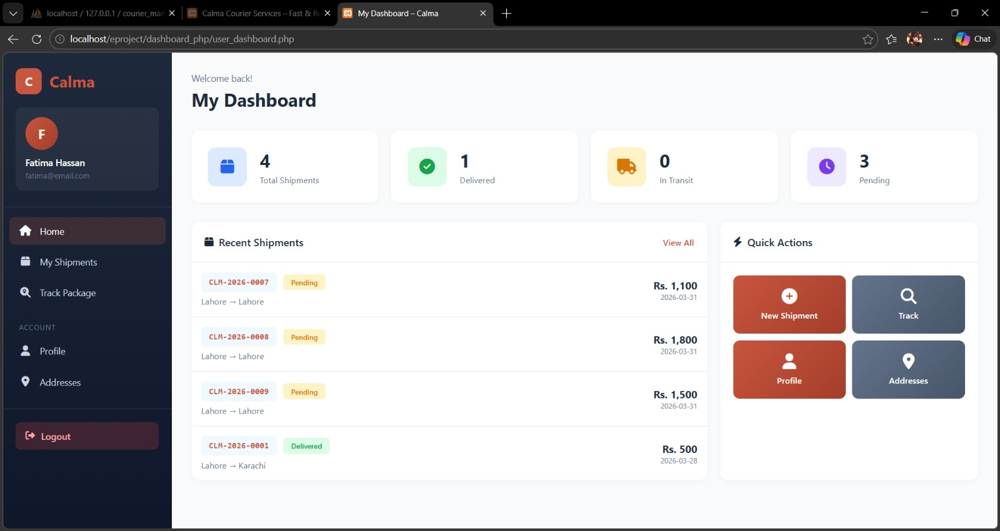 localhost / 127.0.0.1 / courier_man
Calma Courier Services – Fast & Re
My Dashboard – Calma
localhost/eproject/dashboard_php/user_dashboard.php
Chat
C Calma
F
Fatima Hassan
fatima@email.com
Home
My Shipments
Track Package
ACCOUNT
Profile
Addresses
Logout
Welcome back!
My Dashboard
4
Total Shipments
1
Delivered
0
In Transit
3
Pending
Recent Shipments
View All
CLM-2026-0007 Pending
Lahore → Lahore
Rs. 1,100
2026-03-31
CLM-2026-0008 Pending
Lahore → Lahore
Rs. 1,800
2026-03-31
CLM-2026-0009 Pending
Lahore → Lahore
Rs. 1,500
2026-03-31
CLM-2026-0001 Delivered
Lahore → Karachi
Rs. 500
2026-03-28
Quick Actions
New Shipment
Track
Profile
Addresses